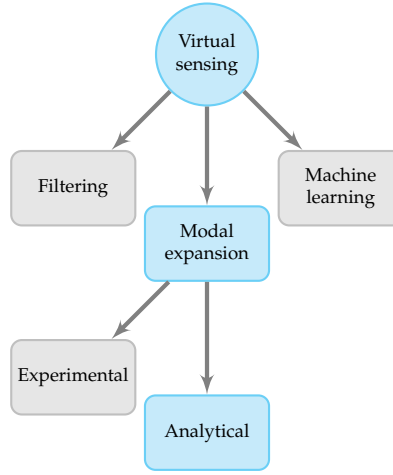 Virtual
sensing
Filtering
Machine
learning
Modal
expansion
Experimental
Analytical